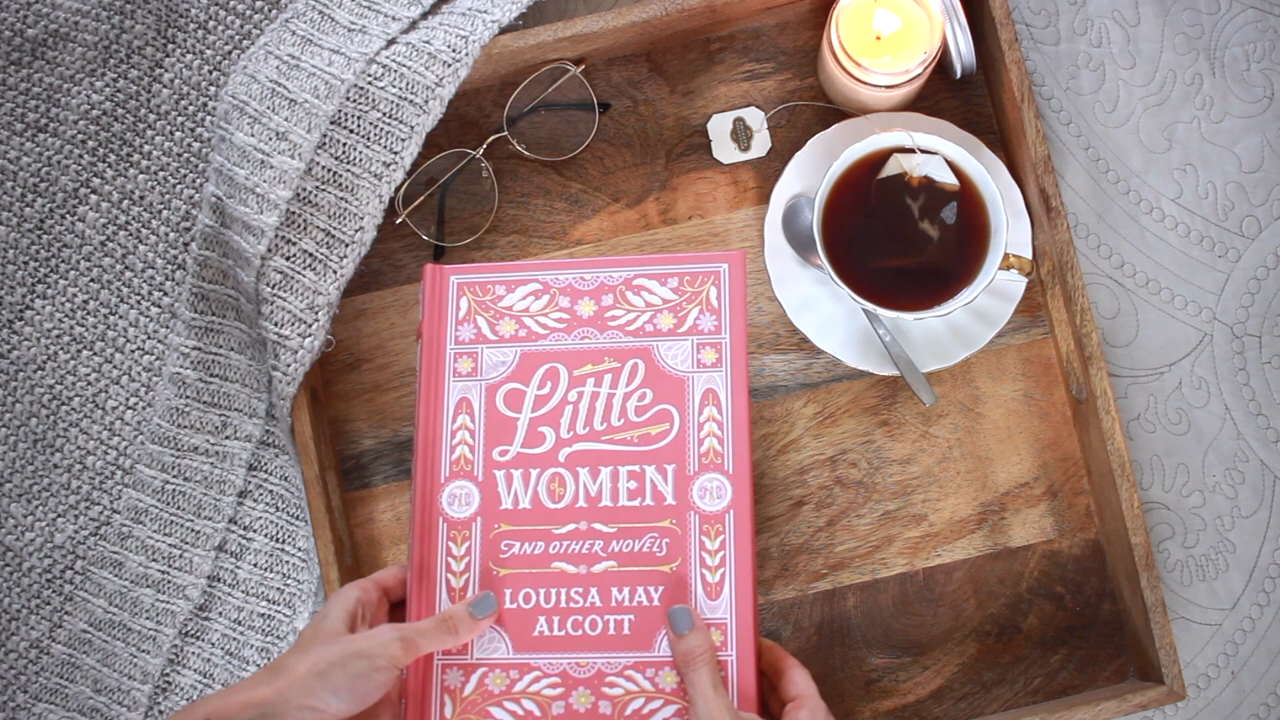 Little
WOMEN
AND OTHER NOVELS
LOUISA MAY
ALCOTT